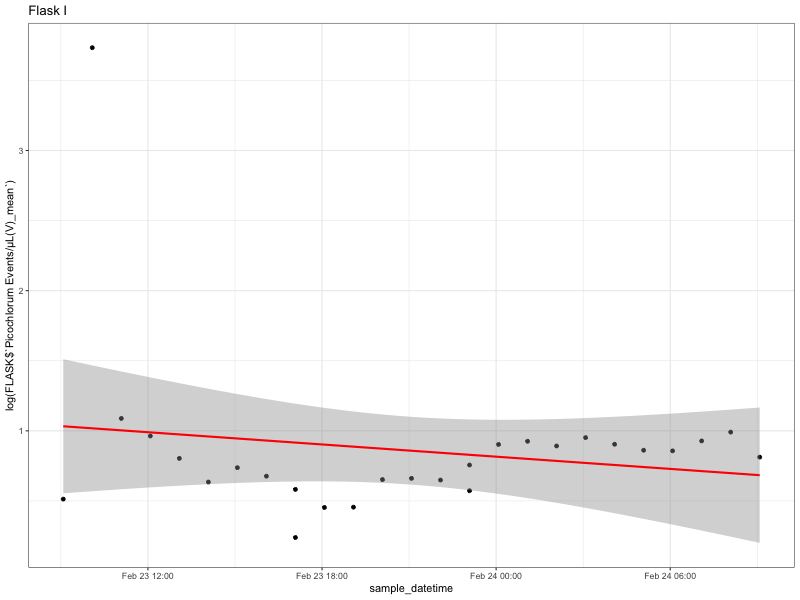 Flask I
log(FLASK$`Picochlorum Events/μL(V)_mean`)
3
2
1
Feb 23 12:00
Feb 23 18:00
Feb 24 00:00
Feb 24 06:00
sample_datetime